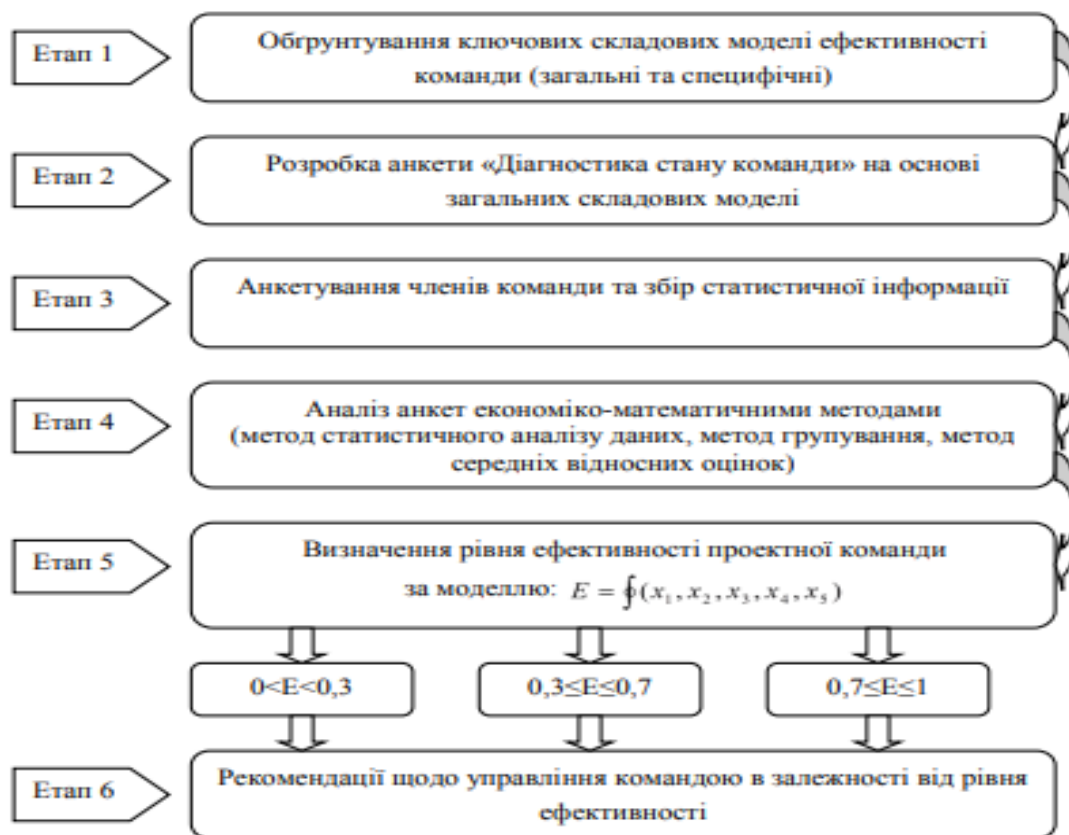 Етап 1
Обґрунтування ключових складових моделі ефективності
команди (загальні та специфічні)
Етап 2
Розробка анкети «Діагностика стану команди» на основі
загальних складових моделі
Етап 3
Анкетування членів команди та збір статистичної інформації
Етап 4
Аналіз анкет економіко-математичними методами
(метод статистичного аналізу даних, метод групування, метод
середніх відносних оцінок)
Етап 5
Визначення рівня ефективності проектної команди
за моделлю: E = ∮(x₁, x₂, x₃, x₄, x₅)
0<E<0,3
0,3≤E≤0,7
0,7≤E≤1
Етап 6
Рекомендації щодо управління командою в залежності від рівня
ефективності